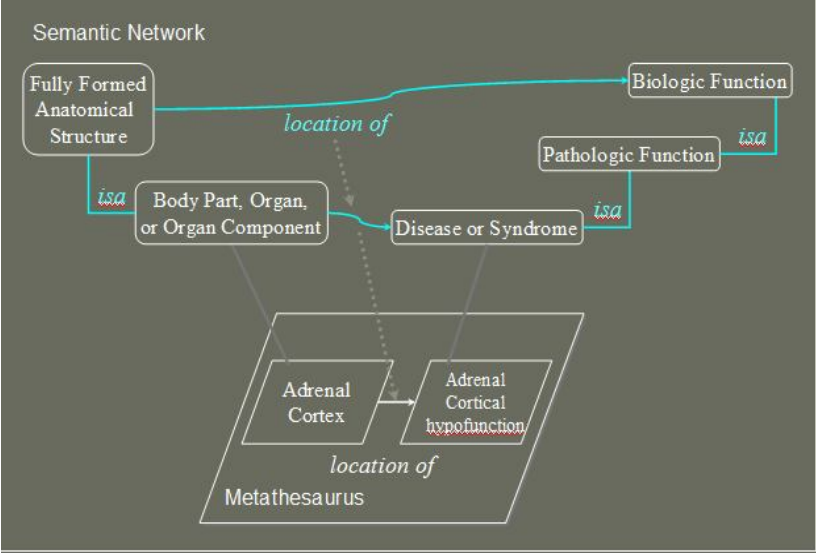 Semantic Network
Fully Formed
Anatomical
Structure
Biologic Function
location of
isa
Pathologic Function
isa
Body Part, Organ,
or Organ Component
isa
Disease or Syndrome
Adrenal
Cortex
Adrenal
Cortical
hypofunction
location of
Metathesaurus